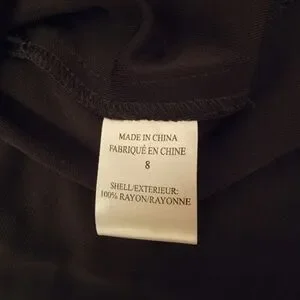 MADE IN CHINA
FABRIQUÉ EN CHINE
8
SHELL/EXTERIEUR:
100% RAYON/RAYONNE